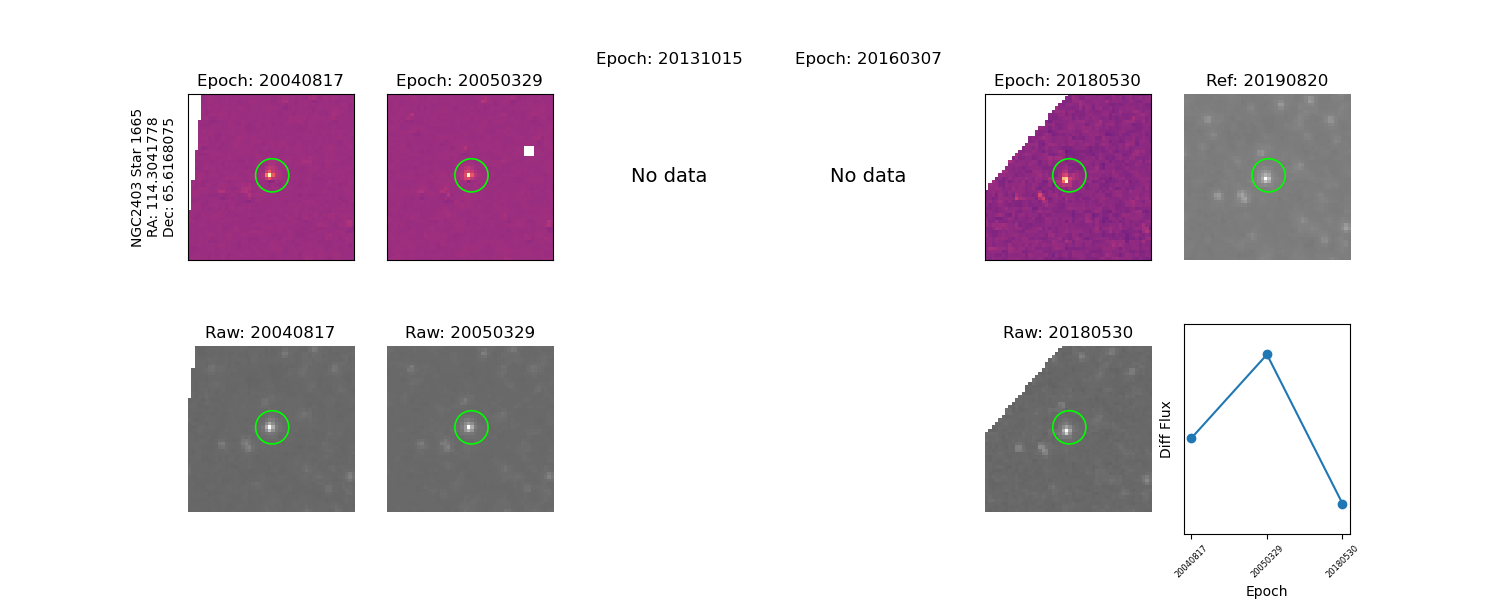 Epoch: 20131015
Epoch: 20160307
Epoch: 20040817
Epoch: 20050329
Epoch: 20180530
Ref: 20190820
NGC2403 Star 1665
RA: 114.3041778
Dec: 65.6168075
No data
No data
Raw: 20040817
Raw: 20050329
Raw: 20180530
Diff Flux
20040817
20050329
20180530
Epoch